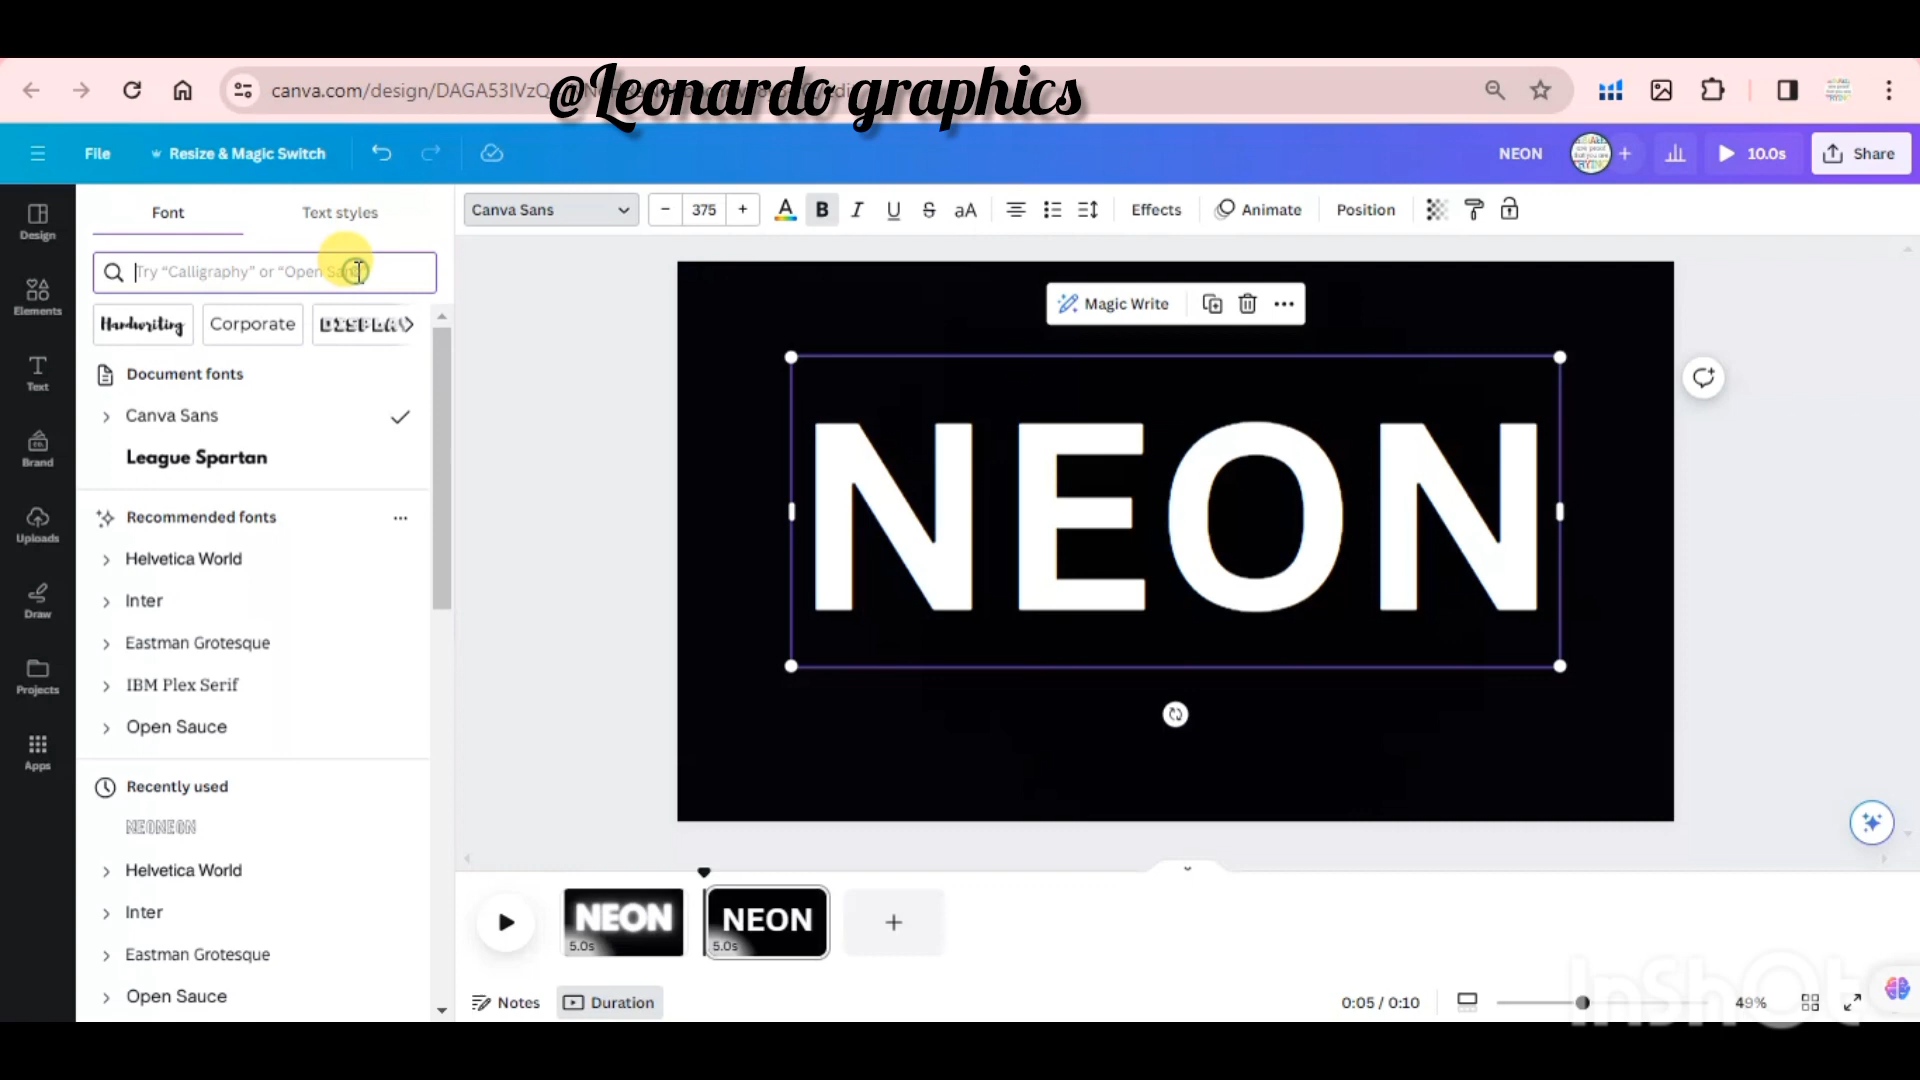 @Leonardo graphics
canva.com/design/DAGA53IVzQ
File
Resize & Magic Switch
NEON
10.0s
Share
Design
Elements
Text
Brand
Uploads
Draw
Projects
Apps
Font
Text styles
Try “Calligraphy” or “Open Sans”
Handwriting
Corporate
DISPLAY
Document fonts
Canva Sans
League Spartan
Recommended fonts
Helvetica World
Inter
Eastman Grotesque
IBM Plex Serif
Open Sauce
Recently used
NEONEON
Helvetica World
Inter
Eastman Grotesque
Open Sauce
Canva Sans
- 375 +
A B I U S aA
Effects
Animate
Position
Magic Write
NEON
NEON
5.0s
NEON
5.0s
Notes
Duration
0:05 / 0:10
49%
InShOt